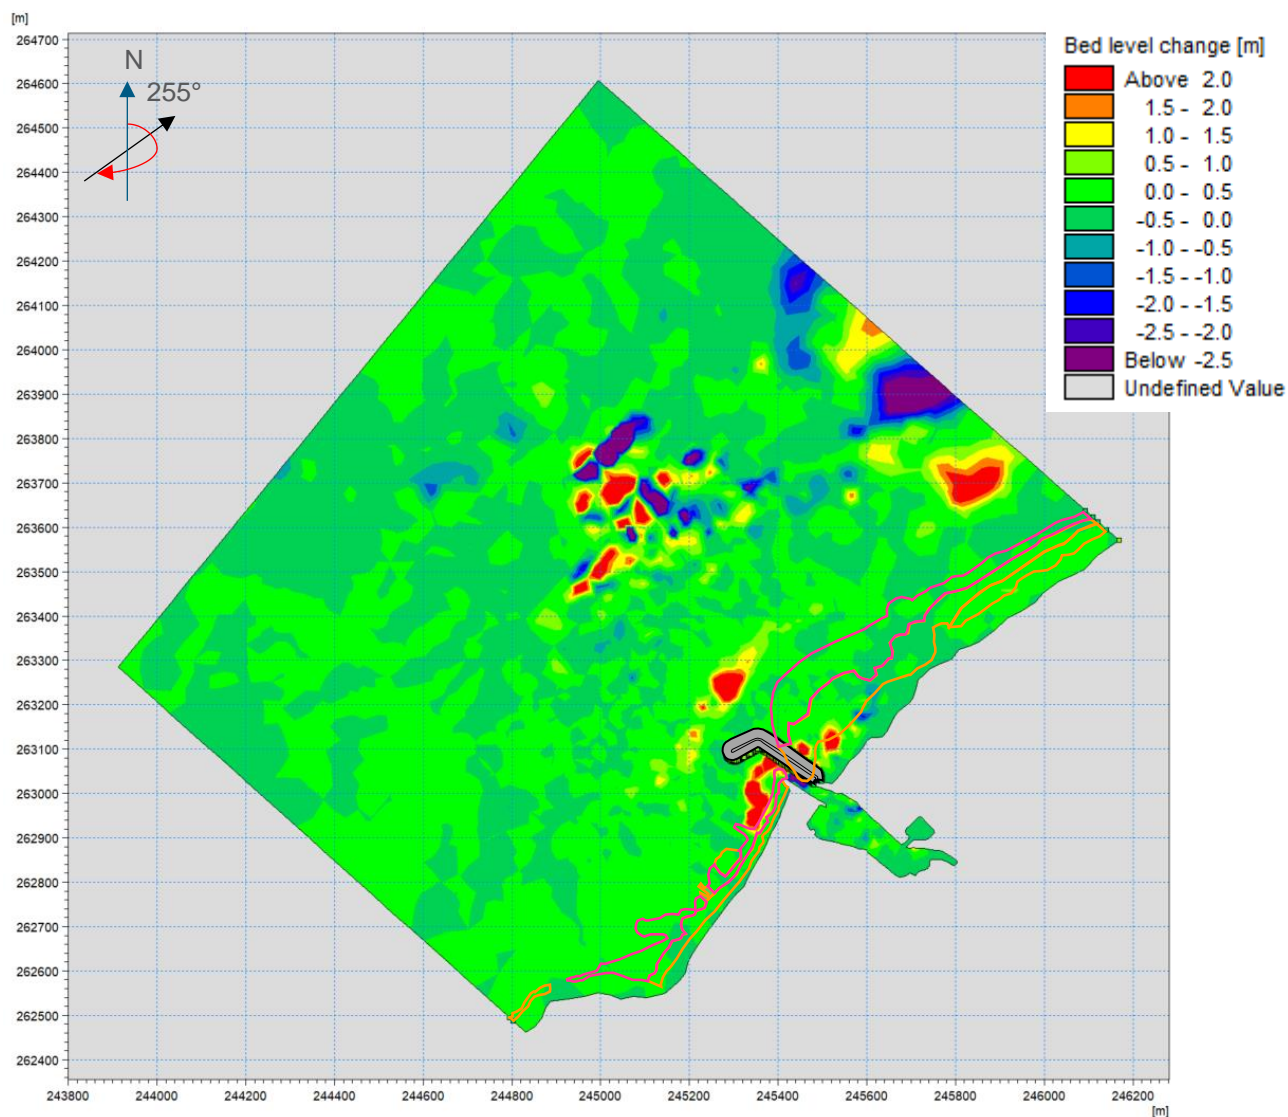 [m]
264700
264600
264500
264400
264300
264200
264100
264000
263900
263800
263700
263600
263500
263400
263300
263200
263100
263000
262900
262800
262700
262600
262500
262400
N
255°
Bed level change [m]
Above 2.0
1.5 - 2.0
1.0 - 1.5
0.5 - 1.0
0.0 - 0.5
-0.5 - 0.0
-1.0 - -0.5
-1.5 - -1.0
-2.0 - -1.5
-2.5 - -2.0
Below -2.5
Undefined Value
243800 244000 244200 244400 244600 244800 245000 245200 245400 245600 245800 246000 246200
[m]